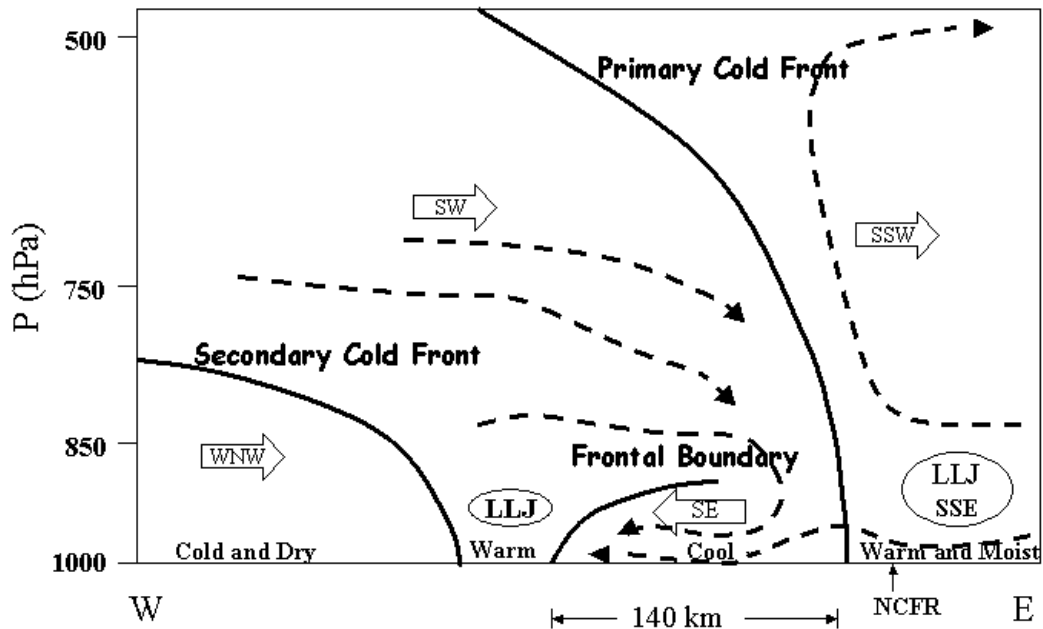 500
Primary Cold Front
SW
SSW
P (hPa)
750
Secondary Cold Front
850
WNW
Frontal Boundary
LLJ
SSE
LLJ
SE
Cold and Dry
Warm
Cool
Warm and Moist
1000
W
140 km
NCFR
E